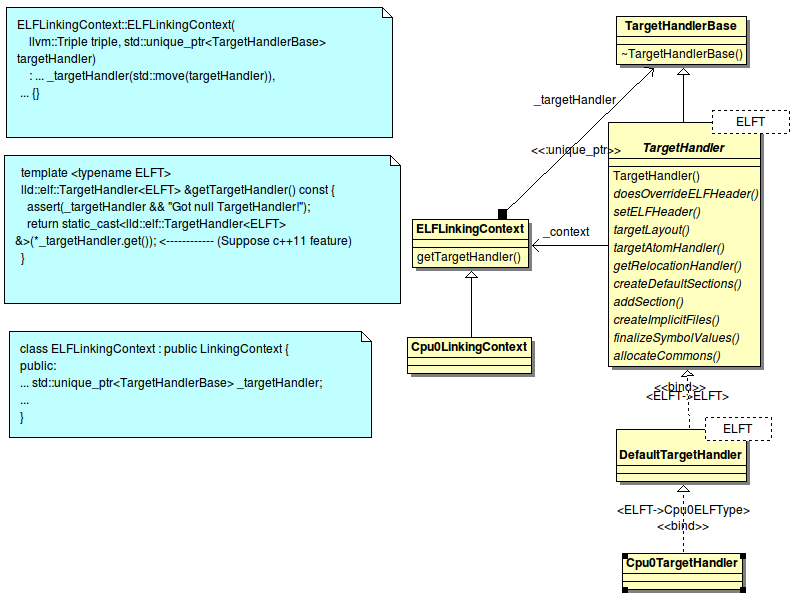 ELFLinkingContext::ELFLinkingContext(
llvm::Triple triple, std::unique_ptr<TargetHandlerBase>
targetHandler)
: ... _targetHandler(std::move(targetHandler)),
... {}
template <typename ELFT>
lld::elf::TargetHandler<ELFT> &getTargetHandler() const {
assert(_targetHandler && "Got null TargetHandler!");
return static_cast<lld::elf::TargetHandler<ELFT>
&>(*_targetHandler.get()); <------------ (Suppose c++11 feature)
}
class ELFLinkingContext : public LinkingContext {
public:
... std::unique_ptr<TargetHandlerBase> _targetHandler;
...
}
TargetHandlerBase
~TargetHandlerBase()
_targetHandler
<<:unique_ptr>>
ELFT
TargetHandler
TargetHandler()
doesOverrideELFHeader()
setELFHeader()
targetLayout()
targetAtomHandler()
getRelocationHandler()
createDefaultSections()
addSection()
createImplicitFiles()
finalizeSymbolValues()
allocateCommons()
ELFLinkingContext
getTargetHandler()
_context
Cpu0LinkingContext
<<bind>>
<ELFT->ELFT>
ELFT
DefaultTargetHandler
<ELFT->Cpu0ELFType>
<<bind>>
Cpu0TargetHandler